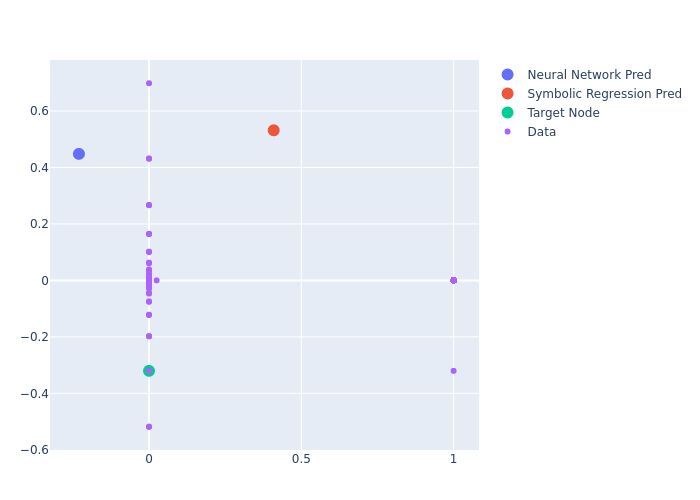 Neural Network Pred
Symbolic Regression Pred
Target Node
Data
0.6
0.4
0.2
0
−0.2
−0.4
−0.6
0
0.5
1